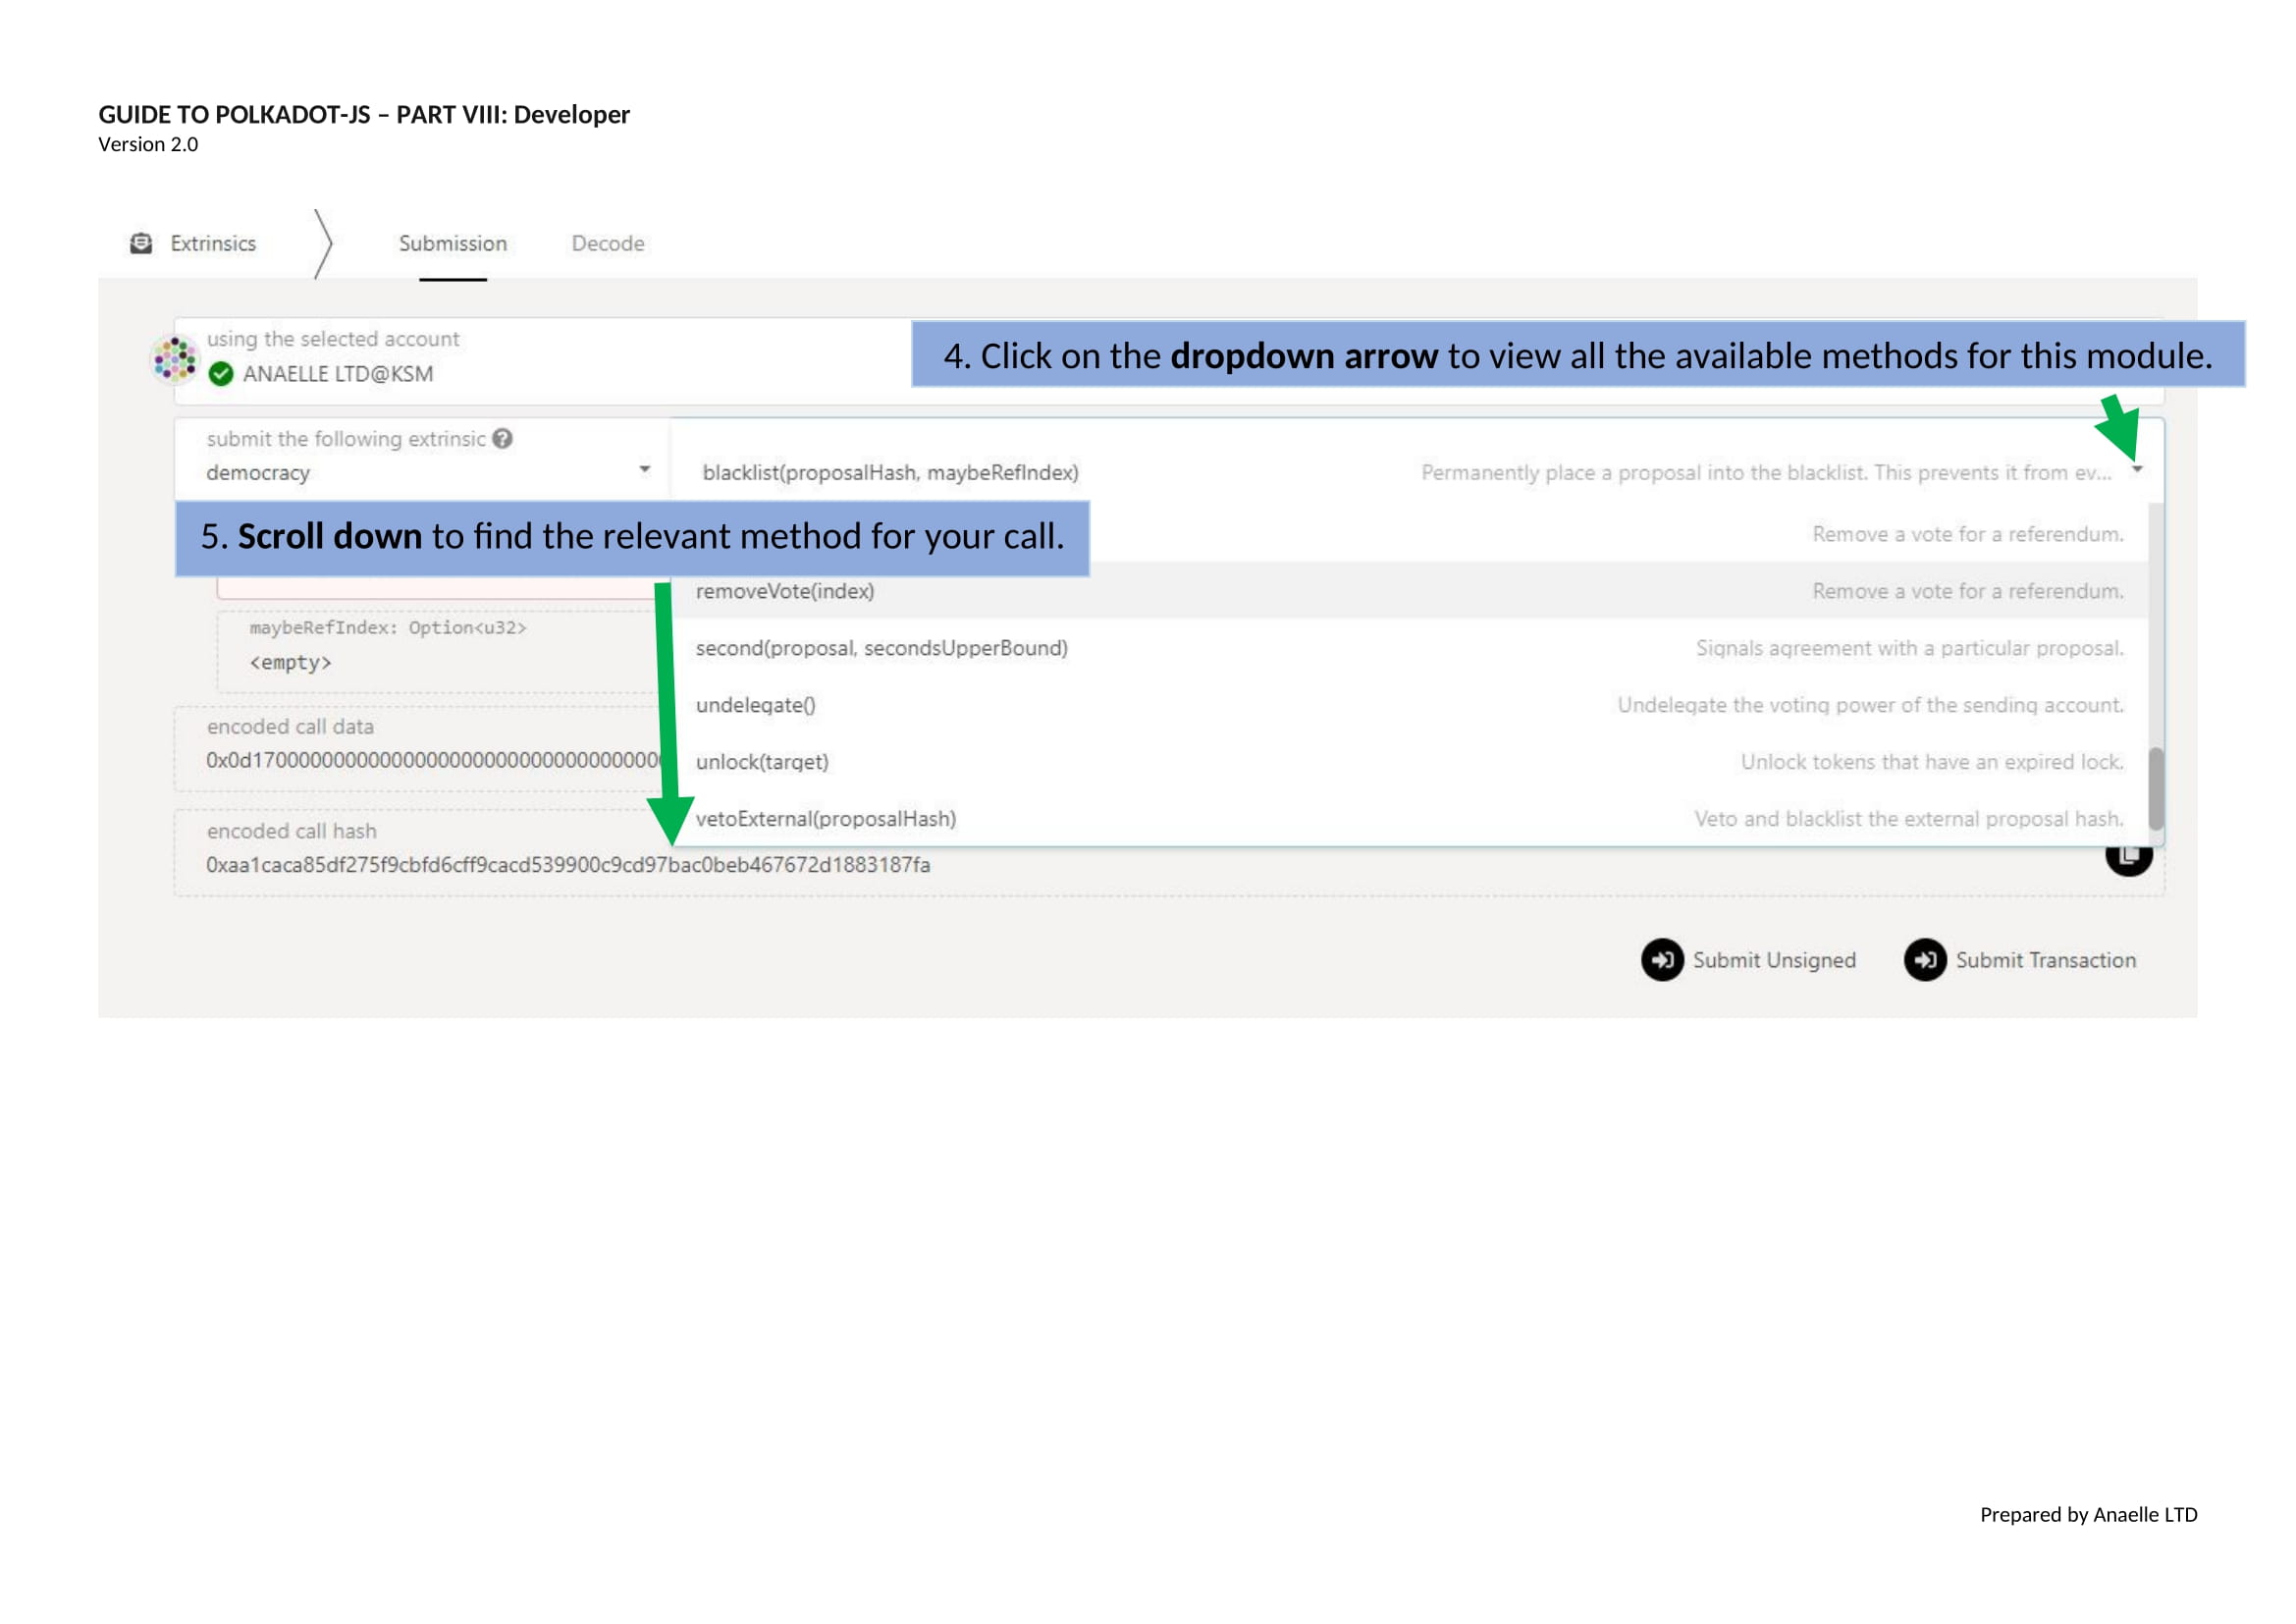 GUIDE TO POLKADOT-JS – PART VIII: Developer
Version 2.0
Extrinsics Submission Decode
using the selected account
ANAELLE LTD@KSM
4. Click on the dropdown arrow to view all the available methods for this module.
submit the following extrinsic ?
democracy
blacklist(proposalHash, maybeRefIndex) Permanently place a proposal into the blacklist. This prevents it from ev...
5. Scroll down to find the relevant method for your call.
Remove a vote for a referendum.
removeVote(index) Remove a vote for a referendum.
maybeRefIndex: Option<u32>
<empty>
second(proposal, secondsUpperBound) Signals agreement with a particular proposal.
undelegate() Undelegate the voting power of the sending account.
encoded call data
unlock(target) Unlock tokens that have an expired lock.
vetoExternal(proposalHash) Veto and blacklist the external proposal hash.
encoded call hash
0xaa1caca85df275f9cbfd6cff9cacd539900c9cd97bac0beb467672d1883187fa
Submit Unsigned Submit Transaction
Prepared by Anaelle LTD